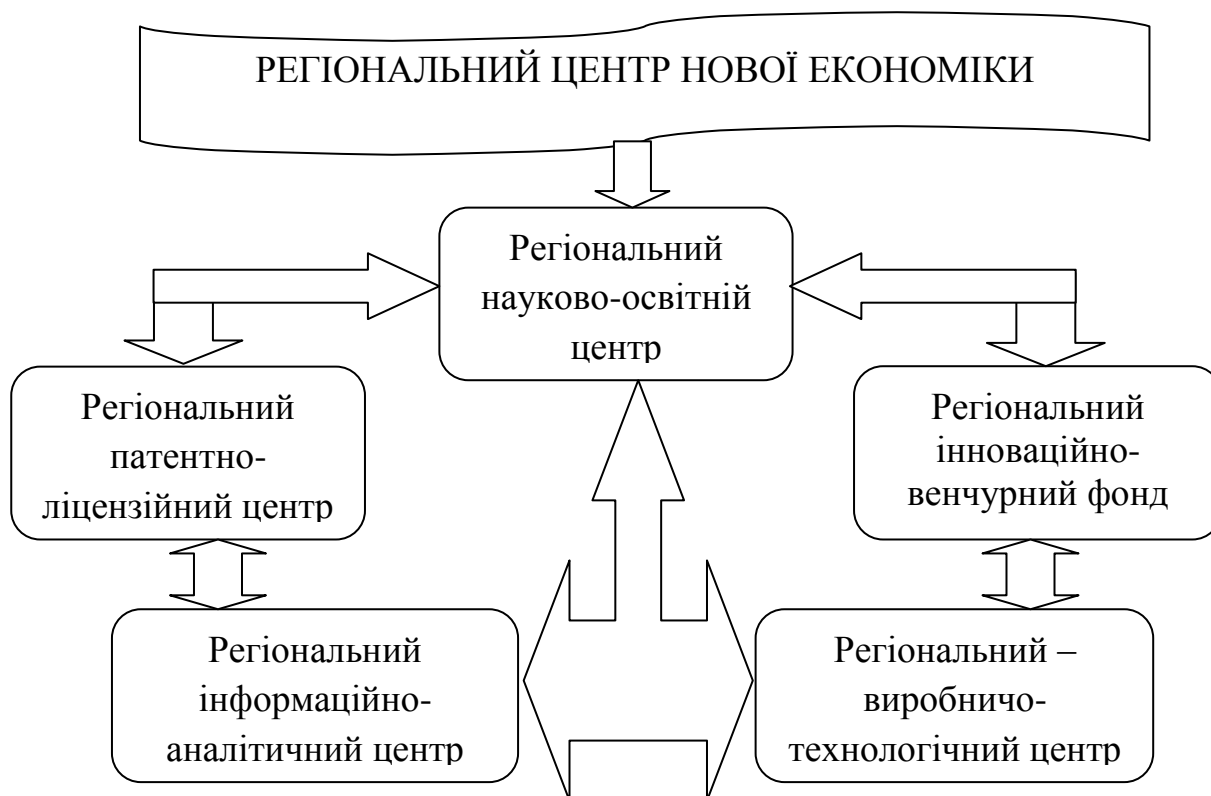 РЕГІОНАЛЬНИЙ ЦЕНТР НОВОЇ ЕКОНОМІКИ
Регіональний
науково-освітній
центр
Регіональний
патентно-
ліцензійний центр
Регіональний
інноваційно-
венчурний фонд
Регіональний
інформаційно-
аналітичний центр
Регіональний –
виробничо-
технологічний центр